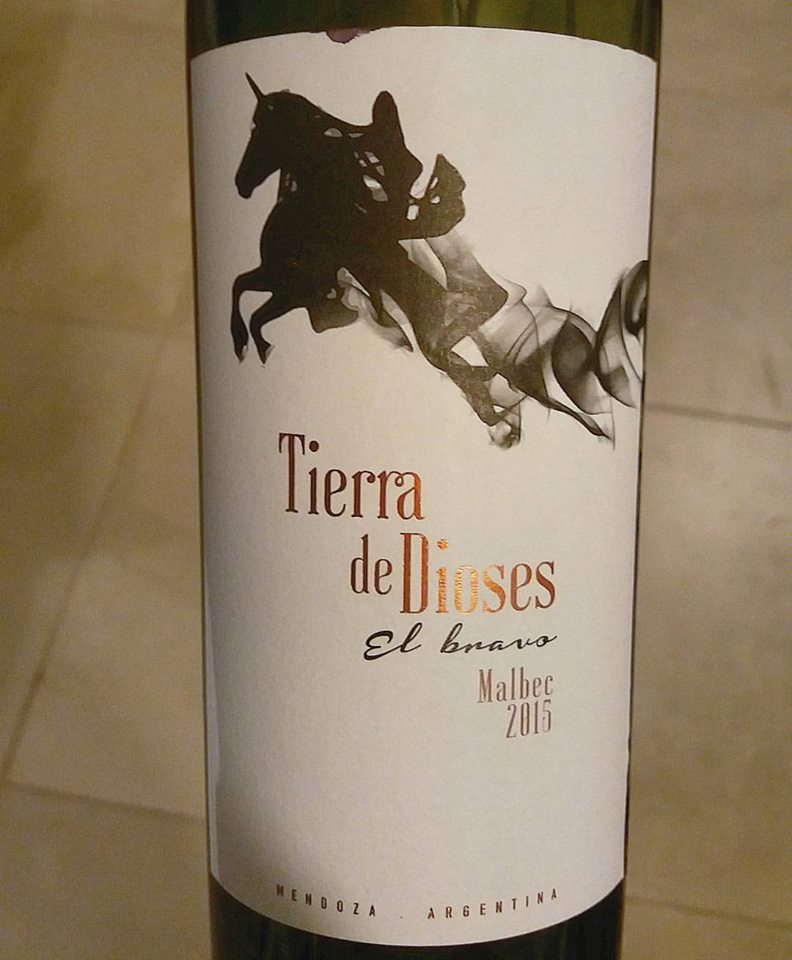 Tierra
de Dioses
El bravo
Malbec
2015
MENDOZA . ARGENTINA